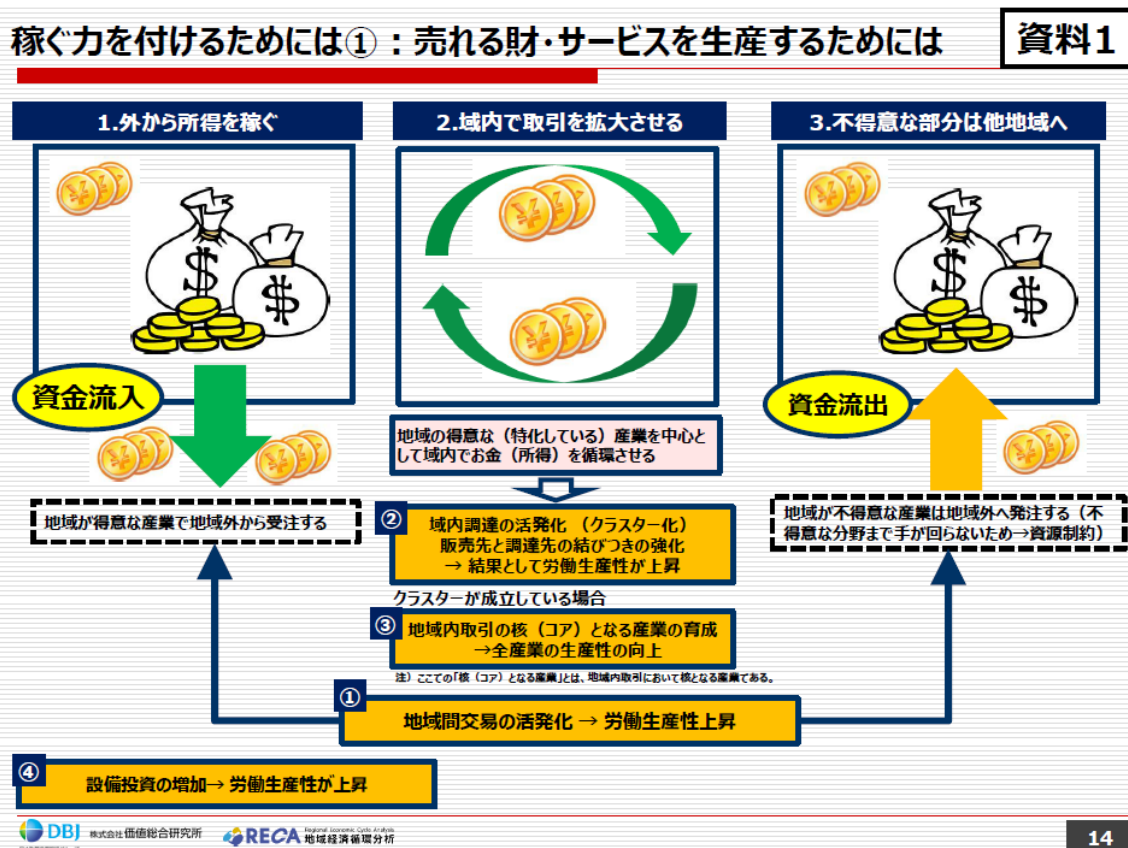 稼ぐ力を付けるためには①：売れる財・サービスを生産するためには
資料1
1.外から所得を稼ぐ
2.域内で取引を拡大させる
3.不得意な部分は他地域へ
資金流入
地域が得意な産業で地域外から受注する
地域の得意な（特化している）産業を中心と
して域内でお金（所得）を循環させる
②
域内調達の活発化 （クラスター化）
販売先と調達先の結びつきの強化
→ 結果として労働生産性が上昇
クラスターが成立している場合
③
地域内取引の核（コア）となる産業の育成
→全産業の生産性の向上
注）ここでの「核（コア）となる産業」とは、地域内取引において核となる産業である。
資金流出
地域が不得意な産業は地域外へ発注する（不
得意な分野まで手が回らないため→資源制約）
①
地域間交易の活発化 → 労働生産性上昇
④
設備投資の増加→ 労働生産性が上昇
DBJ 株式会社価値総合研究所
RECA Regional Economic Cycle Analysis
地域経済循環分析
14